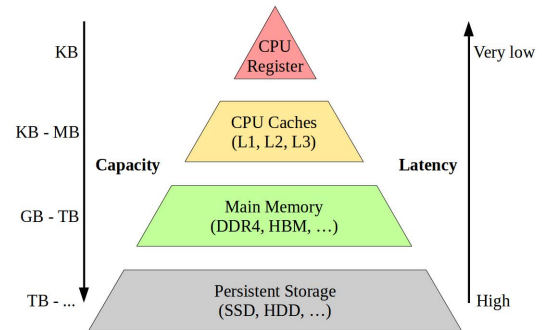 KB
CPU
Register
Very low
KB - MB
CPU Caches
(L1, L2, L3)
Capacity
Latency
GB - TB
Main Memory
(DDR4, HBM, …)
TB - ...
Persistent Storage
(SSD, HDD, …)
High